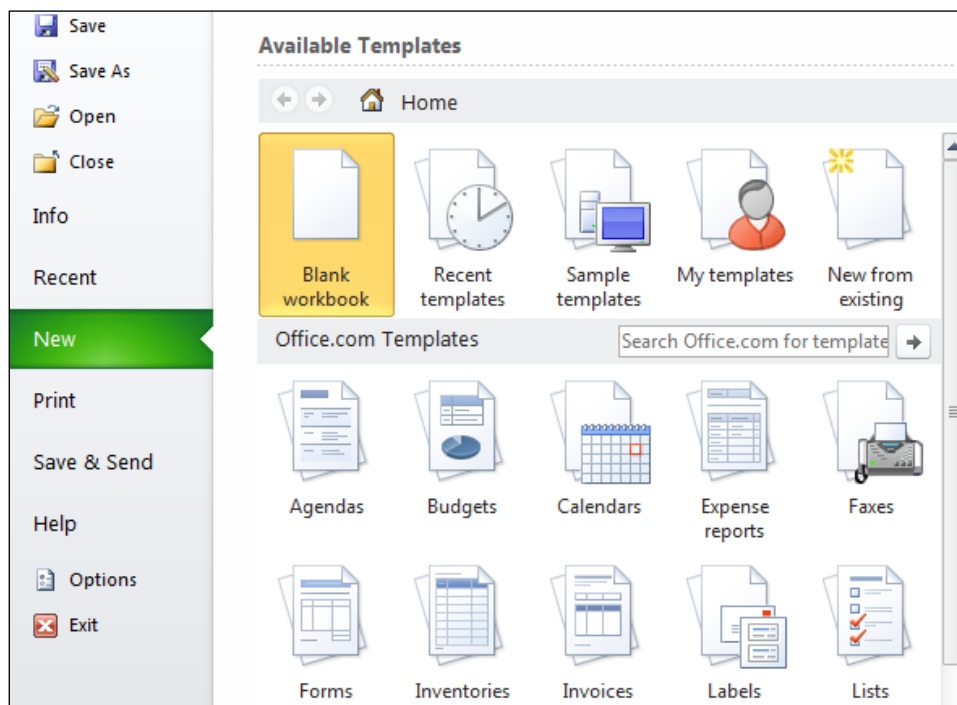 Save
Save As
Open
Close
Info
Recent
New
Print
Save & Send
Help
Options
Exit
Available Templates
Home
Blank
workbook
Recent
templates
Sample
templates
My templates
New from
existing
Office.com Templates
Search Office.com for template
Agendas
Budgets
Calendars
Expense
reports
Faxes
Forms
Inventories
Invoices
Labels
Lists